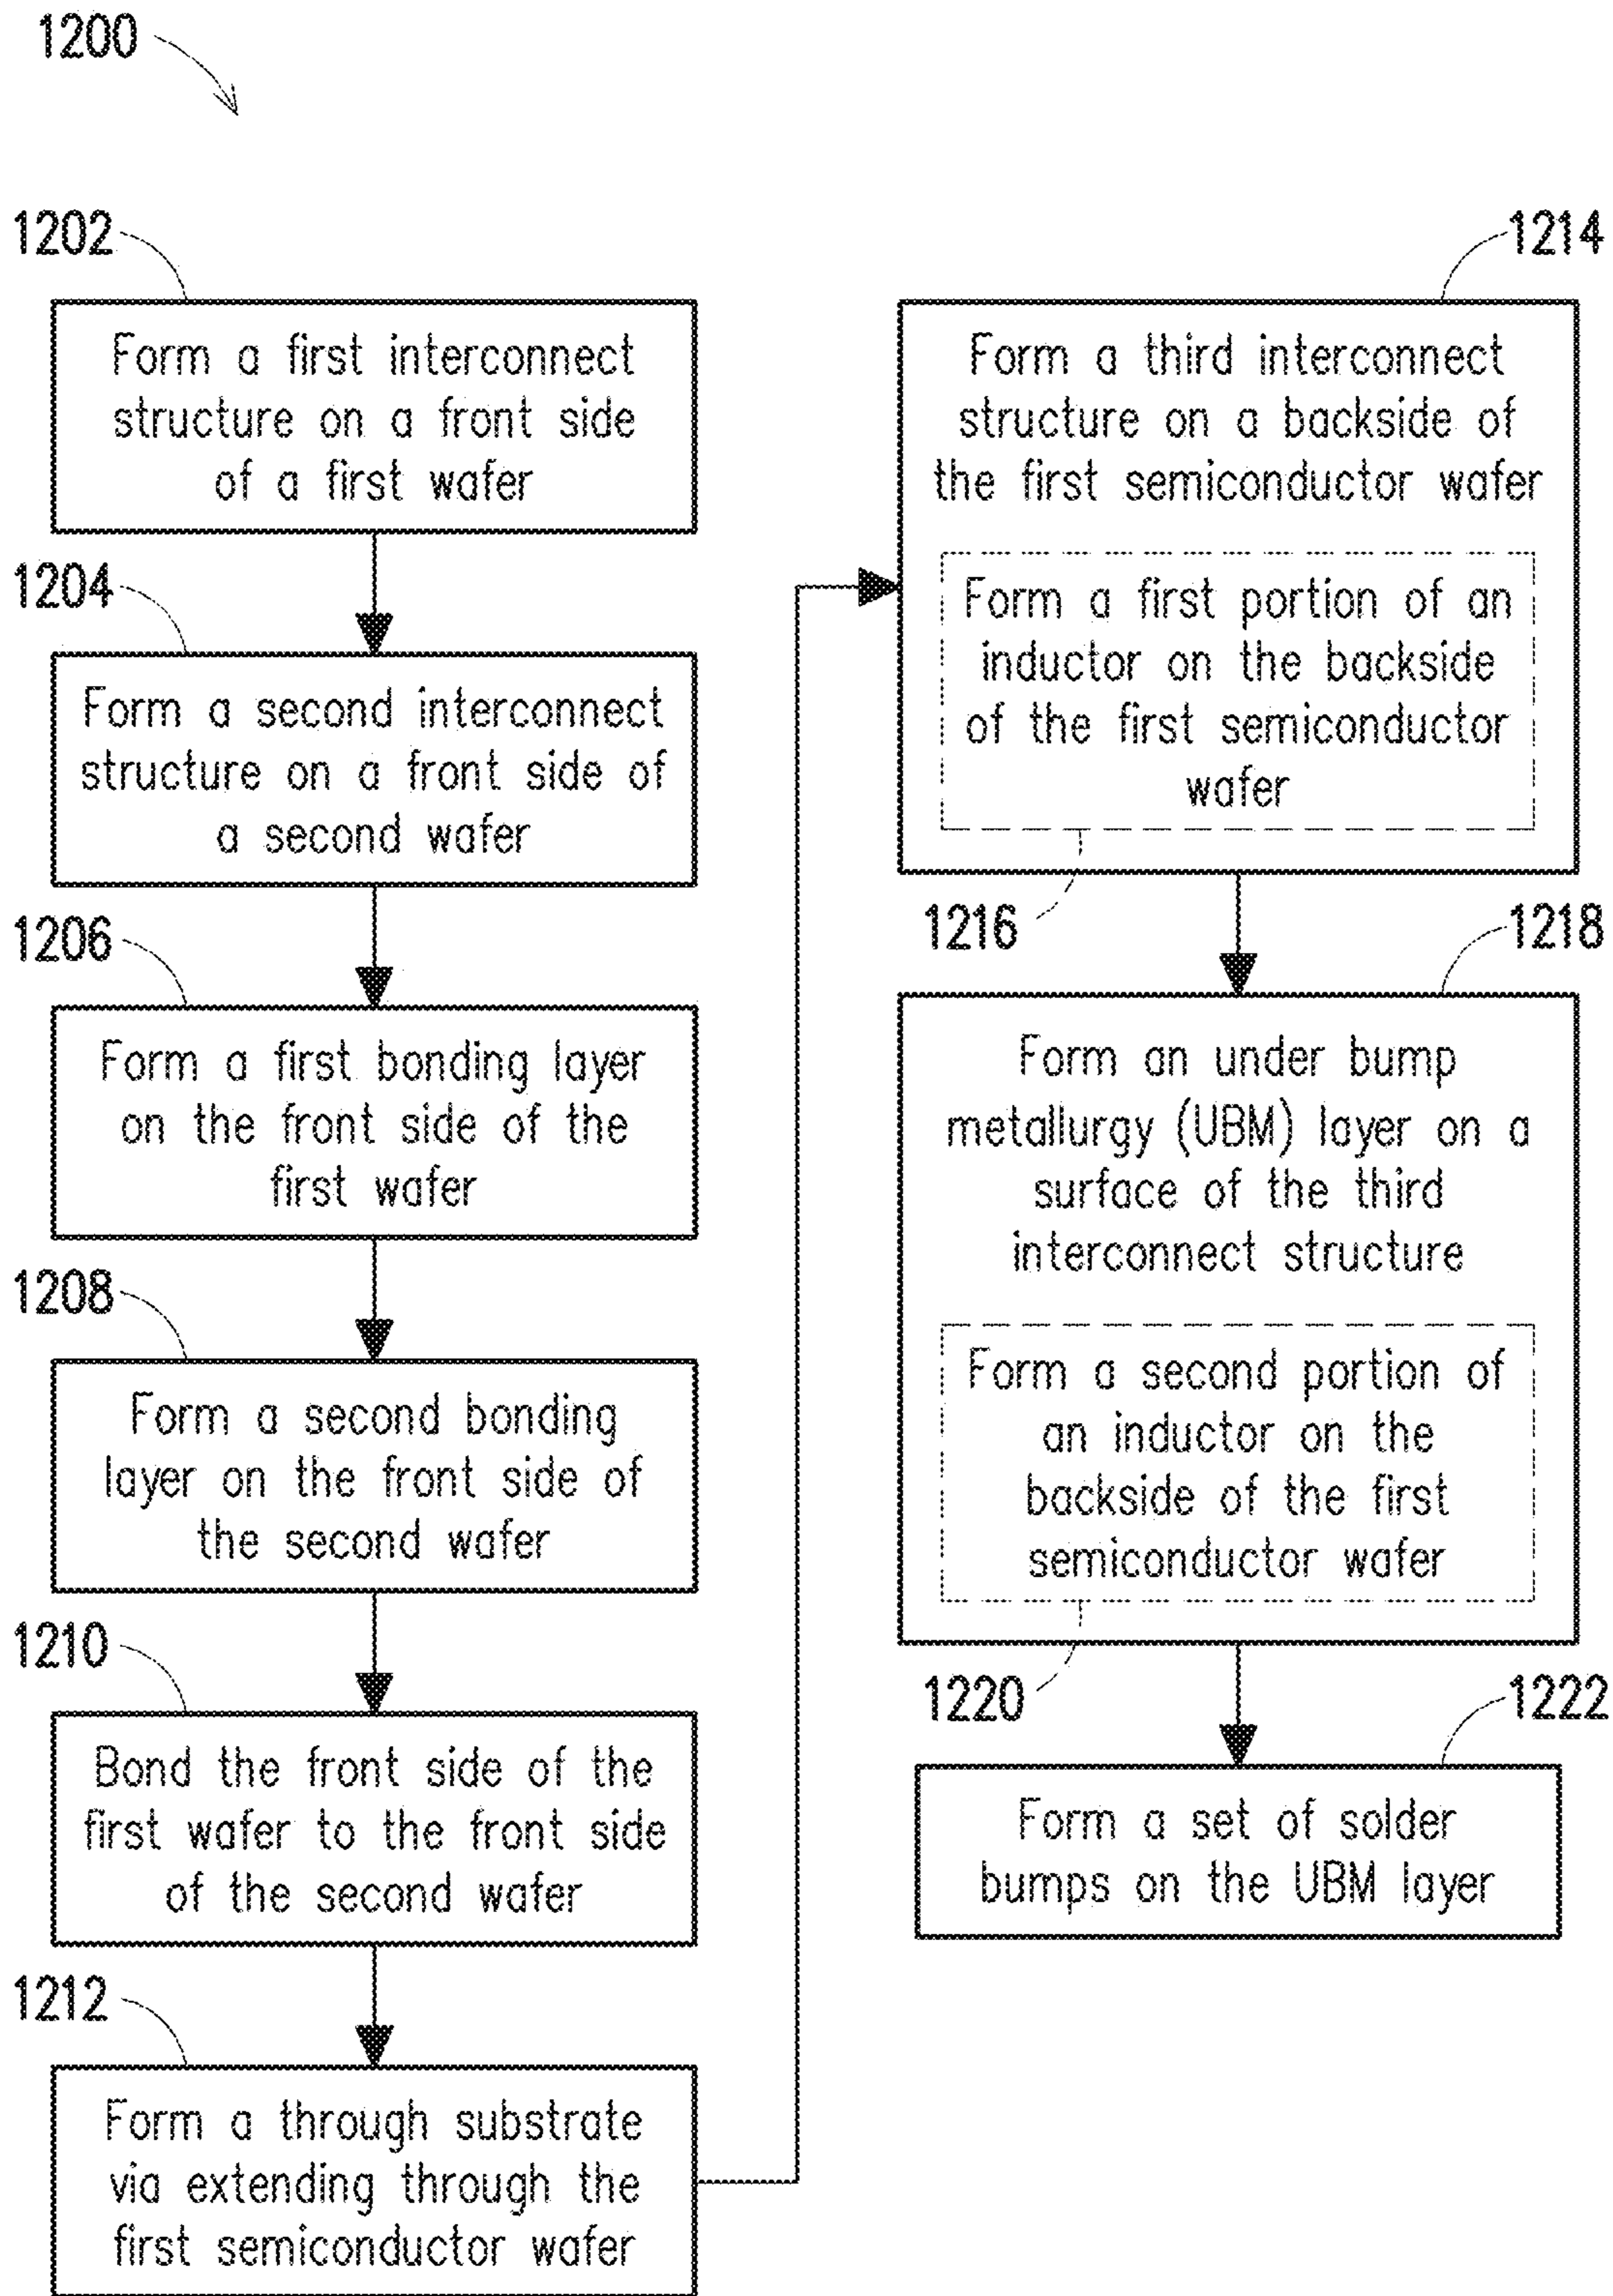 1200
1202
Form a first interconnect
structure on a front side
of a first wafer
1204
Form a second interconnect
structure on a front side of
a second wafer
1206
Form a first bonding layer
on the front side of the
first wafer
1208
Form a second bonding
layer on the front side of
the second wafer
1210
Bond the front side of the
first wafer to the front side
of the second wafer
1212
Form a through substrate
via extending through the
first semiconductor wafer
1214
Form a third interconnect
structure on a backside of
the first semiconductor wafer
Form a first portion of an
inductor on the backside
of the first semiconductor
wafer
1216
1218
Form an under bump
metallurgy (UBM) layer on a
surface of the third
interconnect structure
Form a second portion of
an inductor on the
backside of the first
semiconductor wafer
1220
1222
Form a set of solder
bumps on the UBM layer